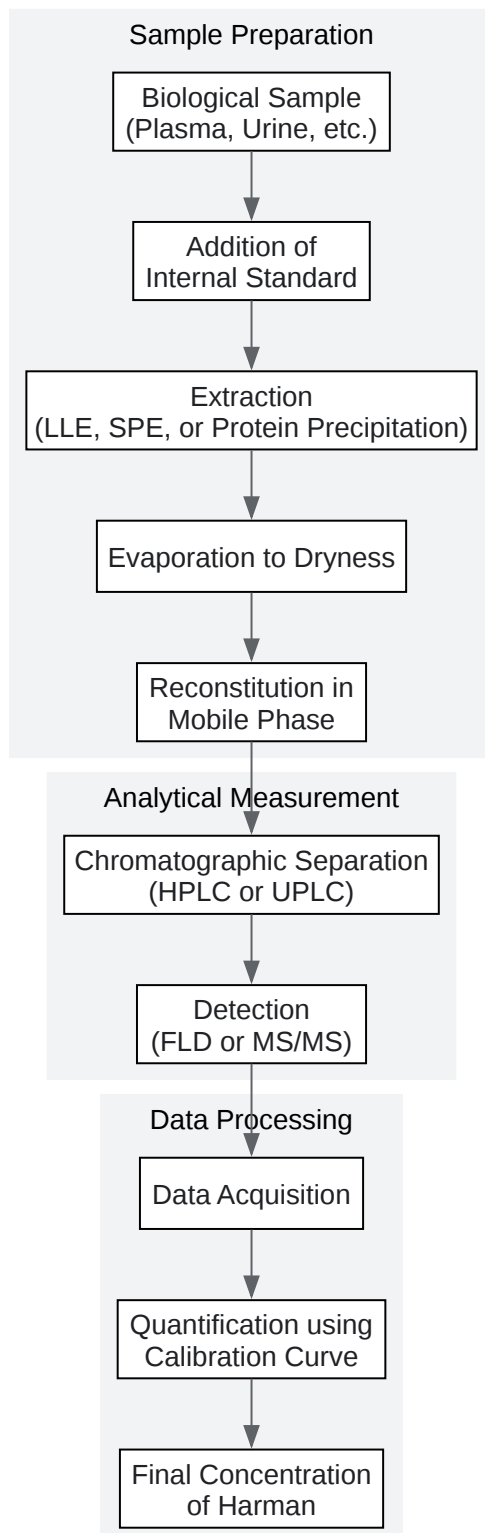 Sample Preparation
Biological Sample
(Plasma, Urine, etc.)
Addition of
Internal Standard
Extraction
(LLE, SPE, or Protein Precipitation)
Evaporation to Dryness
Reconstitution in
Mobile Phase
Analytical Measurement
Chromatographic Separation
(HPLC or UPLC)
Detection
(FLD or MS/MS)
Data Processing
Data Acquisition
Quantification using
Calibration Curve
Final Concentration
of Harman